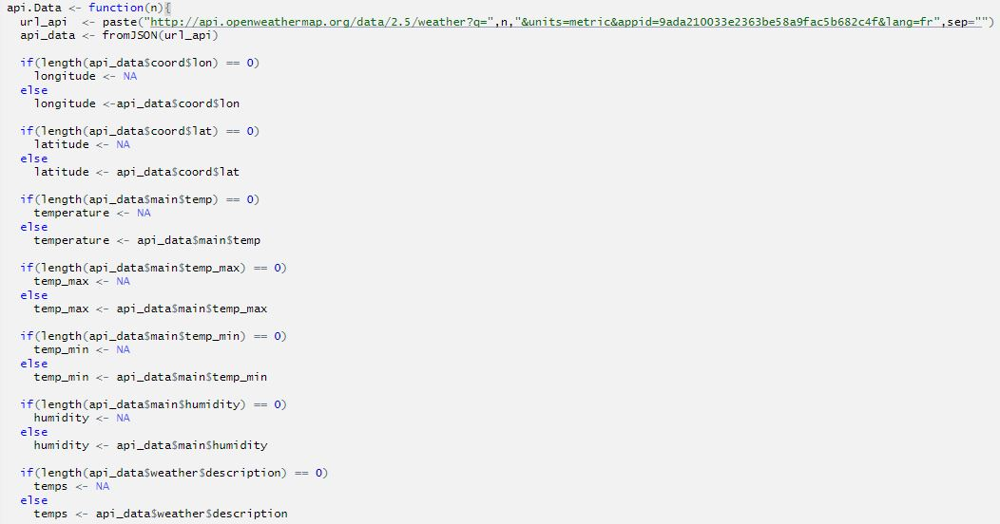 api.Data <- function(n){
url_api <- paste("http://api.openweathermap.org/data/2.5/weather?q=",n,"&units=metric&appid=9ada210033e2363be58a9fac5b682c4f&lang=fr",sep="")
api_data <- fromJSON(url_api)
if(length(api_data$coord$lon) == 0)
longitude <- NA
else
longitude <-api_data$coord$lon
if(length(api_data$coord$lat) == 0)
latitude <- NA
else
latitude <- api_data$coord$lat
if(length(api_data$main$temp) == 0)
temperature <- NA
else
temperature <- api_data$main$temp
if(length(api_data$main$temp_max) == 0)
temp_max <- NA
else
temp_max <- api_data$main$temp_max
if(length(api_data$main$temp_min) == 0)
temp_min <- NA
else
temp_min <- api_data$main$temp_min
if(length(api_data$main$humidity) == 0)
humidity <- NA
else
humidity <- api_data$main$humidity
if(length(api_data$weather$description) == 0)
temps <- NA
else
temps <- api_data$weather$description